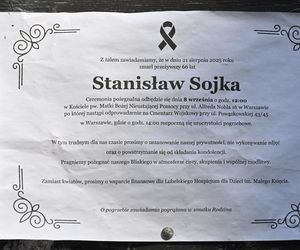 Z żalem zawiadamiamy, że w dniu 21 sierpnia 2025 roku
zmarł przeżywszy 66 lat
Stanisław Sojka
Ceremonia pożegnalna odbędzie się dnia 8 września o godz. 12:00
w Kościele pw. Matki Bożej Nieustającej Pomocy przy ul. Alfreda Nobla 16 w Warszawie
po której nastąpi odprowadzenie na Cmentarz Wojskowy przy ul. Powązkowskiej 43/45
w Warszawie, gdzie o godz. 14:00 rozpoczną się uroczystości pogrzebowe.
W tym trudnym dla nas czasie prosimy o uszanowanie naszej prywatności, nie wykonywanie zdjęć
oraz o powstrzymanie się od składania kondolencji.
Pragniemy pożegnać naszego Bliskiego w atmosferze ciszy, skupienia i wspólnej modlitwy.
Zamiast kwiatów, prosimy o wsparcie finansowe dla Lubelskiego Hospicjum dla Dzieci im. Małego Księcia.
O pogrzebie zawiadamia pogrążona w smutku Rodzina